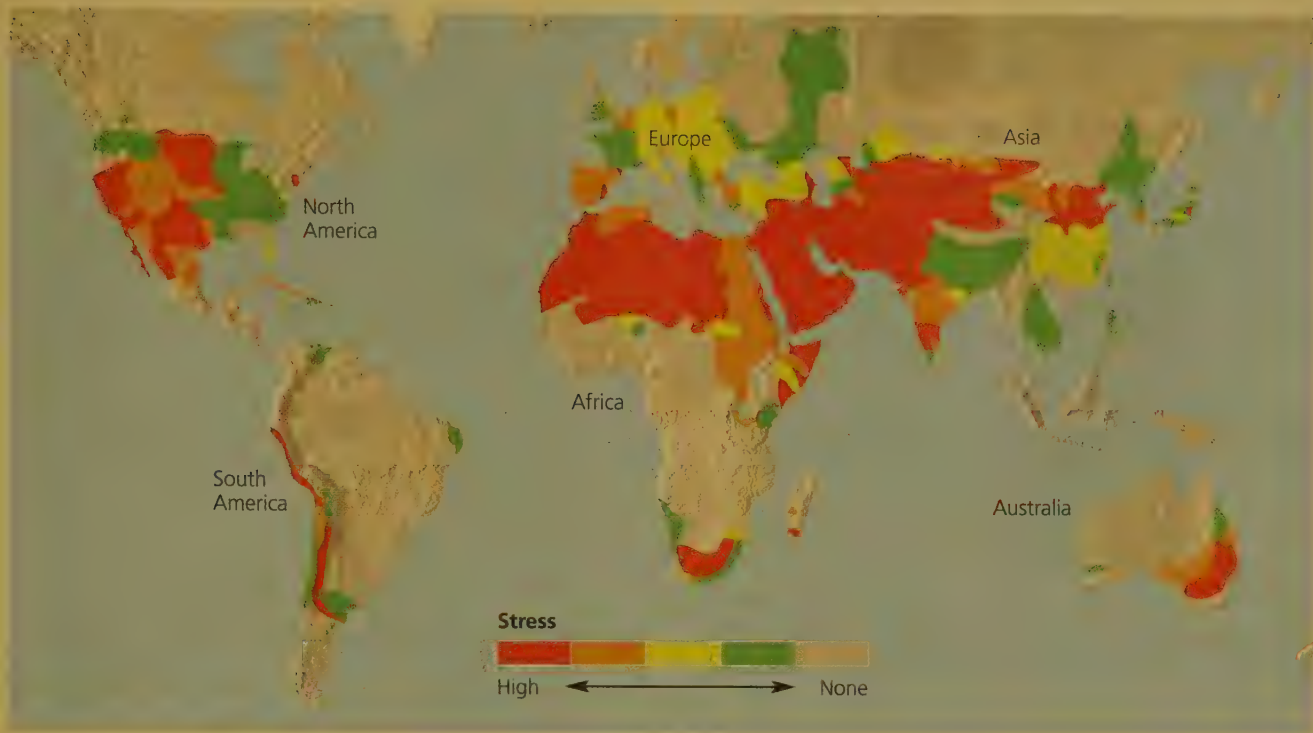 Europe
Asia
North
America
Africa
South
America
Australia
Stress
High
None